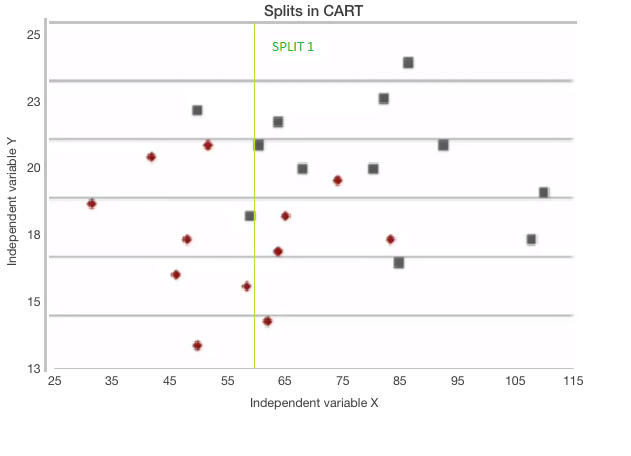 Splits in CART
SPLIT 1
Independent variable Y
25
23
20
18
15
13
25 35 45 55 65 75 85 95 105 115
Independent variable X